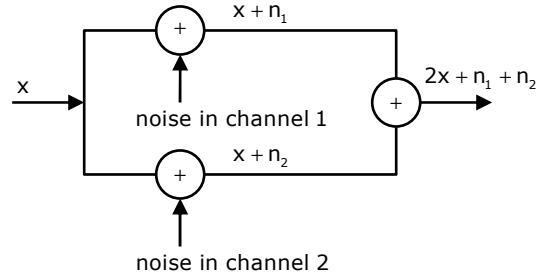 x + n₁
+
x
2x + n₁ + n₂
+
noise in channel 1
x + n₂
+
noise in channel 2